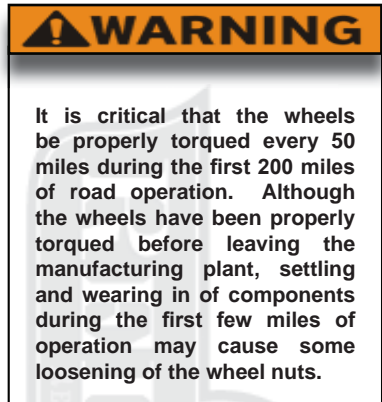 WARNING
It is critical that the wheels
be properly torqued every 50
miles during the first 200 miles
of road operation. Although
the wheels have been properly
torqued before leaving the
manufacturing plant, settling
and wearing in of components
during the first few miles of
operation may cause some
loosening of the wheel nuts.